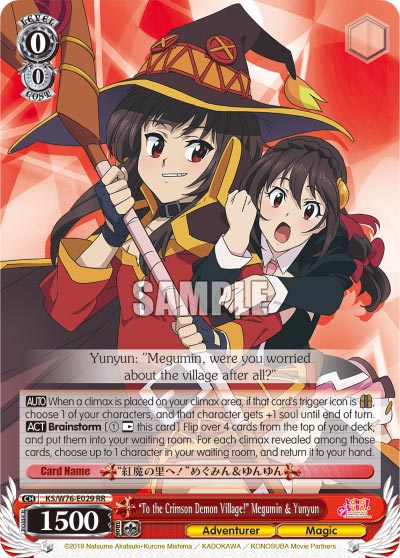 LEVEL
0
0
COST
SAMPLE
Yunyun: "Megumin, were you worried
about the village after all?"
AUTO When a climax is placed on your climax area, if that card's trigger icon is
choose 1 of your characters, and that character gets +1 soul until end of turn.
ACT Brainstorm [① this card] Flip over 4 cards from the top of your deck,
and put them into your waiting room. For each climax revealed among those
cards, choose up to 1 character in your waiting room, and return it to your hand.
Card Name
"紅魔の里へ!"めぐみん&ゆんゆん
CH KS/W76-E029 RR
POWER
1500
"To the Crimson Demon Village!" Megumin & Yunyun
Adventurer
Magic
©2019 Natsume Akatsuki・Kurone Mishima / KADOKAWA / KONOSUBA Movie Partners